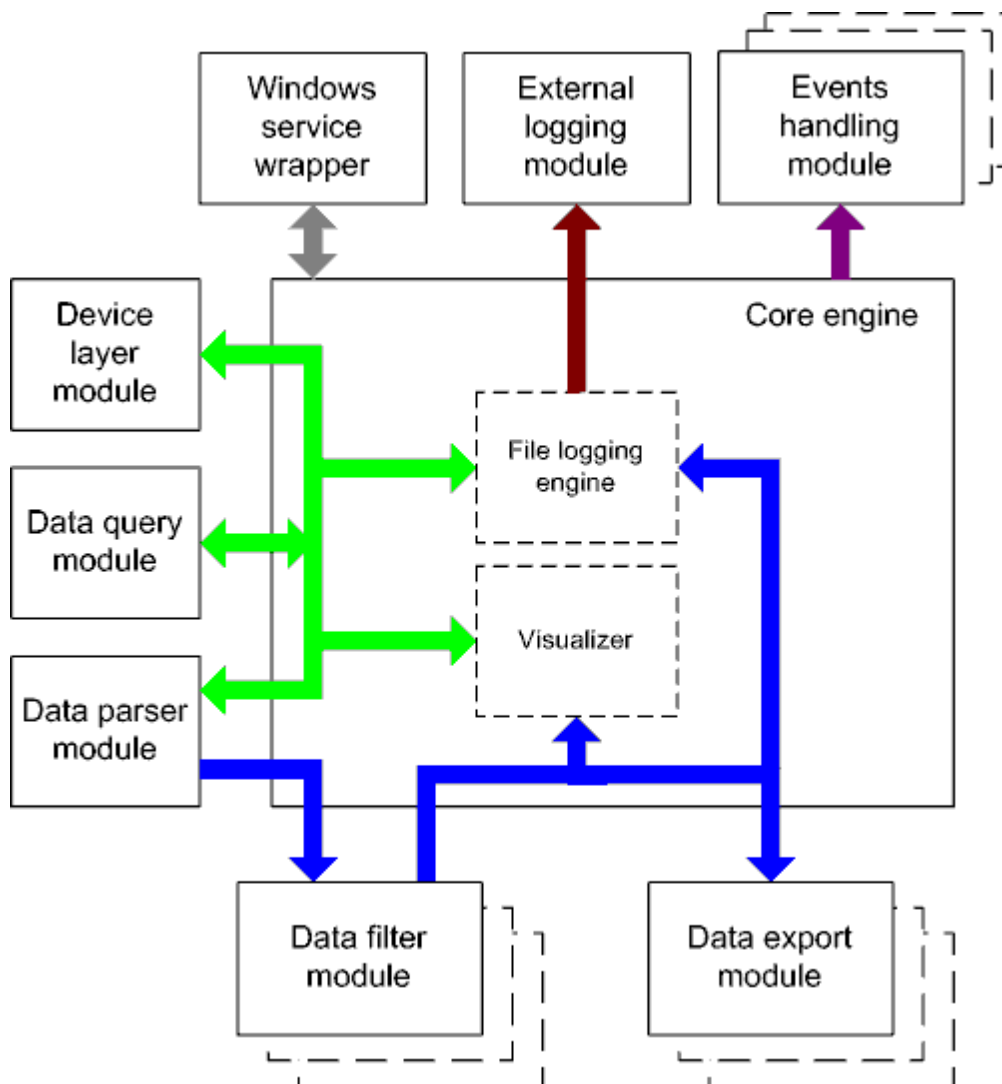 Windows
service
wrapper
External
logging
module
Events
handling
module
Device
layer
module
Core engine
File logging
engine
Data query
module
Visualizer
Data parser
module
Data filter
module
Data export
module